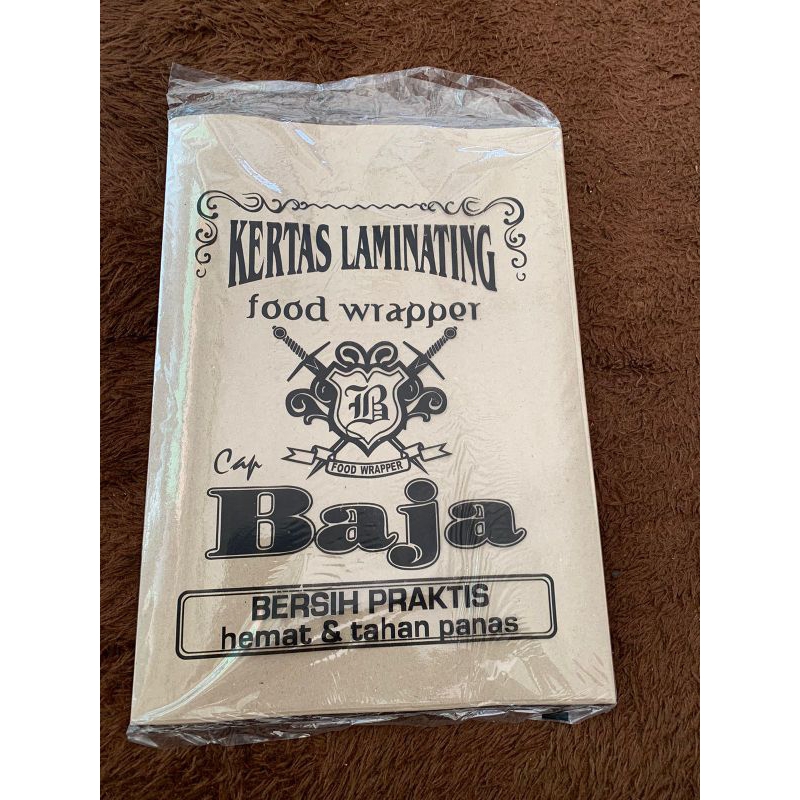 KERTAS LAMINATING
food wrapper
B
FOOD WRAPPER
Cap
Baja
BERSIH PRAKTIS
hemat & tahan panas